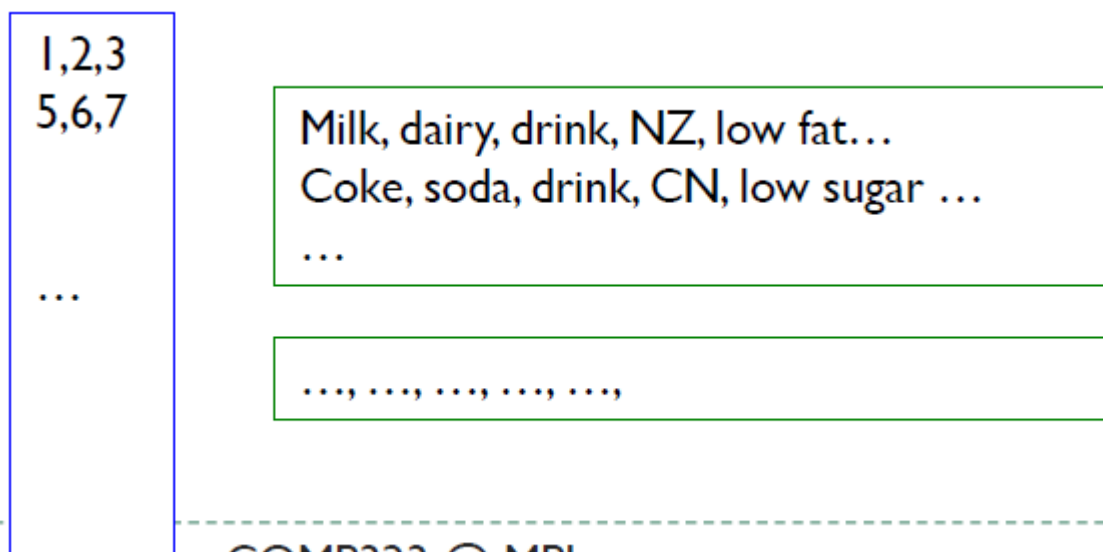 1,2,3
5,6,7
…
Milk, dairy, drink, NZ, low fat…
Coke, soda, drink, CN, low sugar …
…
…, …, …, …, …,